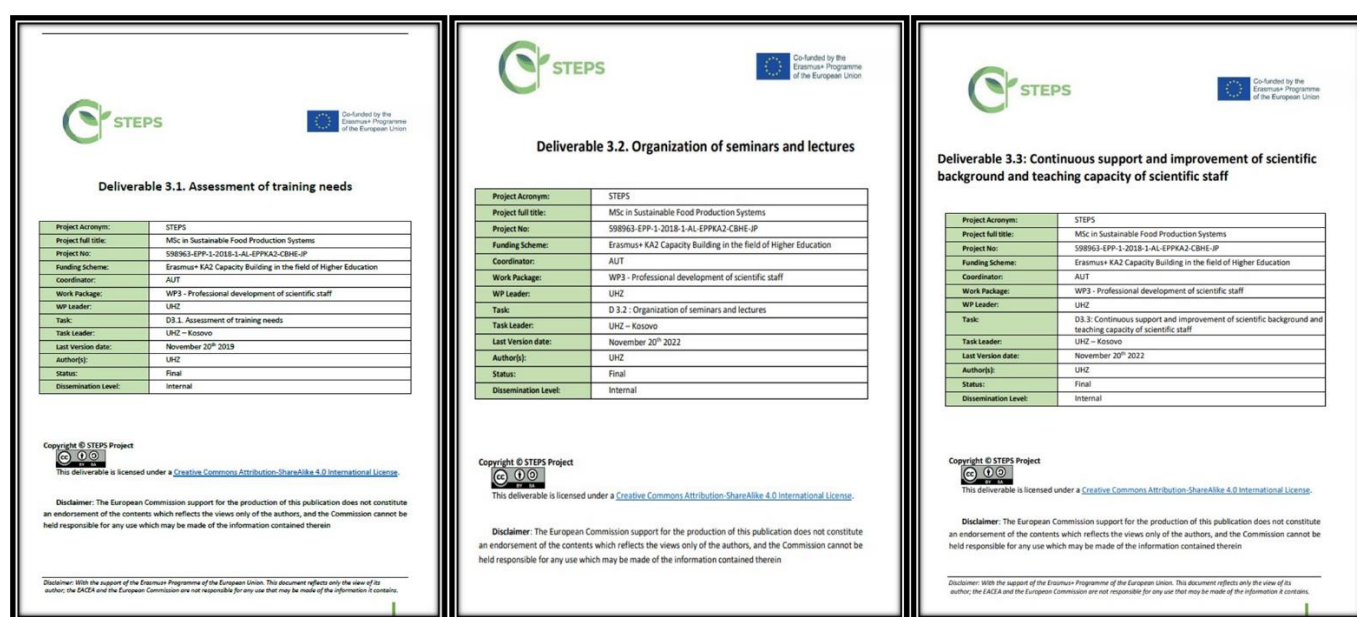 STEPS
Co-funded by the
Erasmus+ Programme
of the European Union
Deliverable 3.1. Assessment of training needs
Project Acronym: STEPS
Project full title: MSc in Sustainable Food Production Systems
Project No: 598963-EPP-1-2018-1-AL-EPPKA2-CBHE-JP
Funding Scheme: Erasmus+ KA2 Capacity Building in the field of Higher Education
Coordinator: AUT
Work Package: WP3 - Professional development of scientific staff
WP Leader: UHZ
Task: D3.1. Assessment of training needs
Task Leader: UHZ – Kosovo
Last Version date: November 20th 2019
Author(s): UHZ
Status: Final
Dissemination Level: Internal
Copyright © STEPS Project
CC BY SA
This deliverable is licensed under a Creative Commons Attribution-ShareAlike 4.0 International License.
Disclaimer: The European Commission support for the production of this publication does not constitute
an endorsement of the contents which reflects the views only of the authors, and the Commission cannot be
held responsible for any use which may be made of the information contained therein
Disclaimer: With the support of the Erasmus+ Programme of the European Union. This document reflects only the view of its
author; the EACEA and the European Commission are not responsible for any use that may be made of the information it contains.
STEPS
Co-funded by the
Erasmus+ Programme
of the European Union
Deliverable 3.2. Organization of seminars and lectures
Project Acronym: STEPS
Project full title: MSc in Sustainable Food Production Systems
Project No: 598963-EPP-1-2018-1-AL-EPPKA2-CBHE-JP
Funding Scheme: Erasmus+ KA2 Capacity Building in the field of Higher Education
Coordinator: AUT
Work Package: WP3 - Professional development of scientific staff
WP Leader: UHZ
Task: D 3.2 : Organization of seminars and lectures
Task Leader: UHZ – Kosovo
Last Version date: November 20th 2022
Author(s): UHZ
Status: Final
Dissemination Level: Internal
Copyright © STEPS Project
CC BY SA
This deliverable is licensed under a Creative Commons Attribution-ShareAlike 4.0 International License.
Disclaimer: The European Commission support for the production of this publication does not constitute
an endorsement of the contents which reflects the views only of the authors, and the Commission cannot be
held responsible for any use which may be made of the information contained therein
STEPS
Co-funded by the
Erasmus+ Programme
of the European Union
Deliverable 3.3: Continuous support and improvement of scientific
background and teaching capacity of scientific staff
Project Acronym: STEPS
Project full title: MSc in Sustainable Food Production Systems
Project No: 598963-EPP-1-2018-1-AL-EPPKA2-CBHE-JP
Funding Scheme: Erasmus+ KA2 Capacity Building in the field of Higher Education
Coordinator: AUT
Work Package: WP3 - Professional development of scientific staff
WP Leader: UHZ
Task: D3.3: Continuous support and improvement of scientific background and
teaching capacity of scientific staff
Task Leader: UHZ – Kosovo
Last Version date: November 20th 2022
Author(s): UHZ
Status: Final
Dissemination Level: Internal
Copyright © STEPS Project
CC BY SA
This deliverable is licensed under a Creative Commons Attribution-ShareAlike 4.0 International License.
Disclaimer: The European Commission support for the production of this publication does not constitute
an endorsement of the contents which reflects the views only of the authors, and the Commission cannot be
held responsible for any use which may be made of the information contained therein
Disclaimer: With the support of the Erasmus+ Programme of the European Union. This document reflects only the view of its
author; the EACEA and the European Commission are not responsible for any use that may be made of the information it contains.